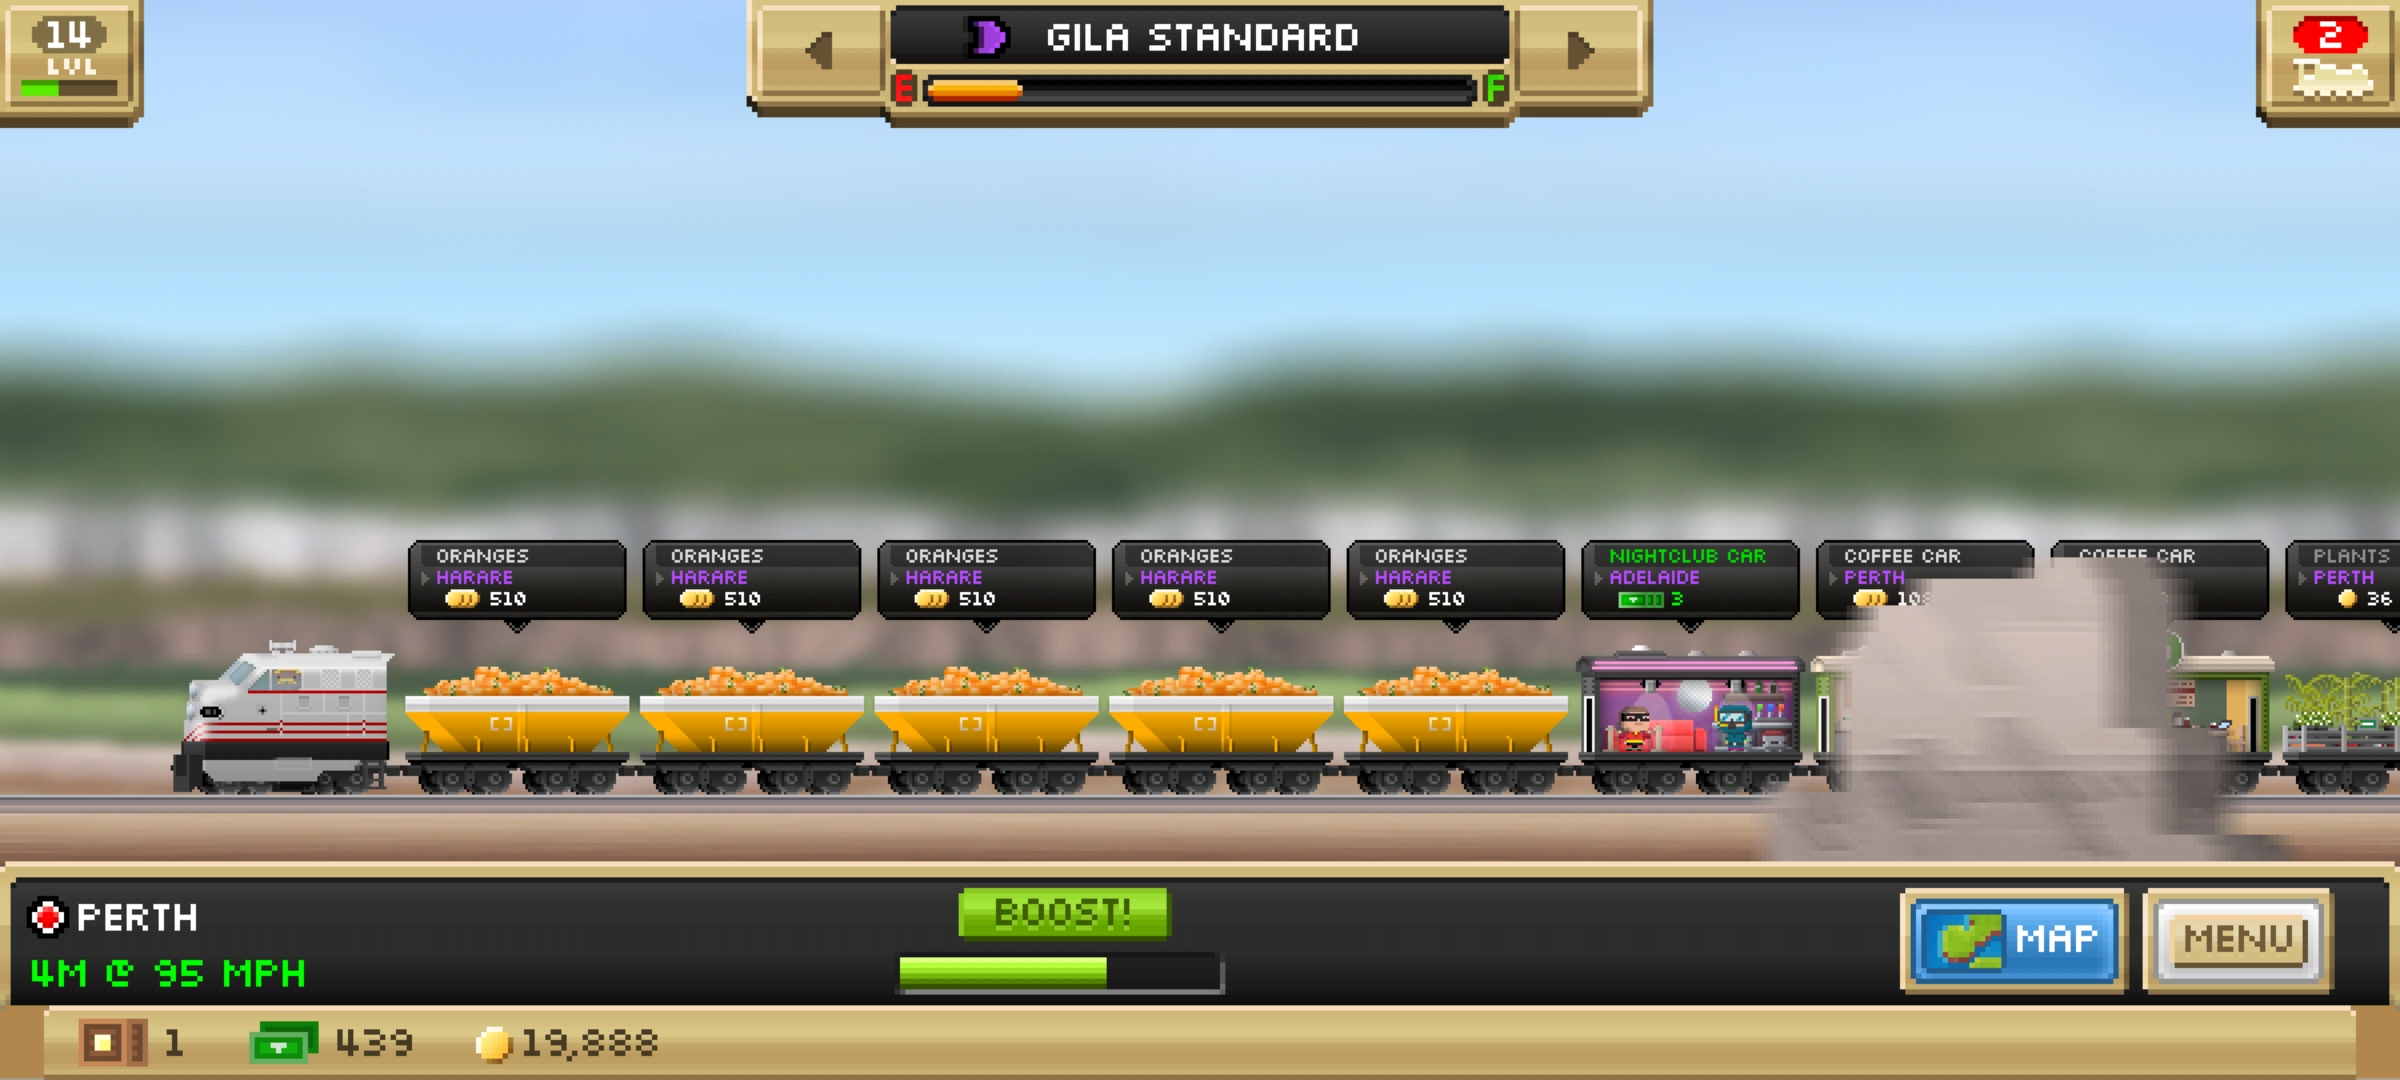 14
LVL
GILA STANDARD
E F
2
ORANGES
HARARE
510
ORANGES
HARARE
510
ORANGES
HARARE
510
ORANGES
HARARE
510
ORANGES
HARARE
510
NIGHTCLUB CAR
ADELAIDE
3
COFFEE CAR
PERTH
COFFEE CAR
PLANTS
PERTH
36
PERTH
4M @ 95 MPH
BOOST!
MAP
MENU
1
439
19,888